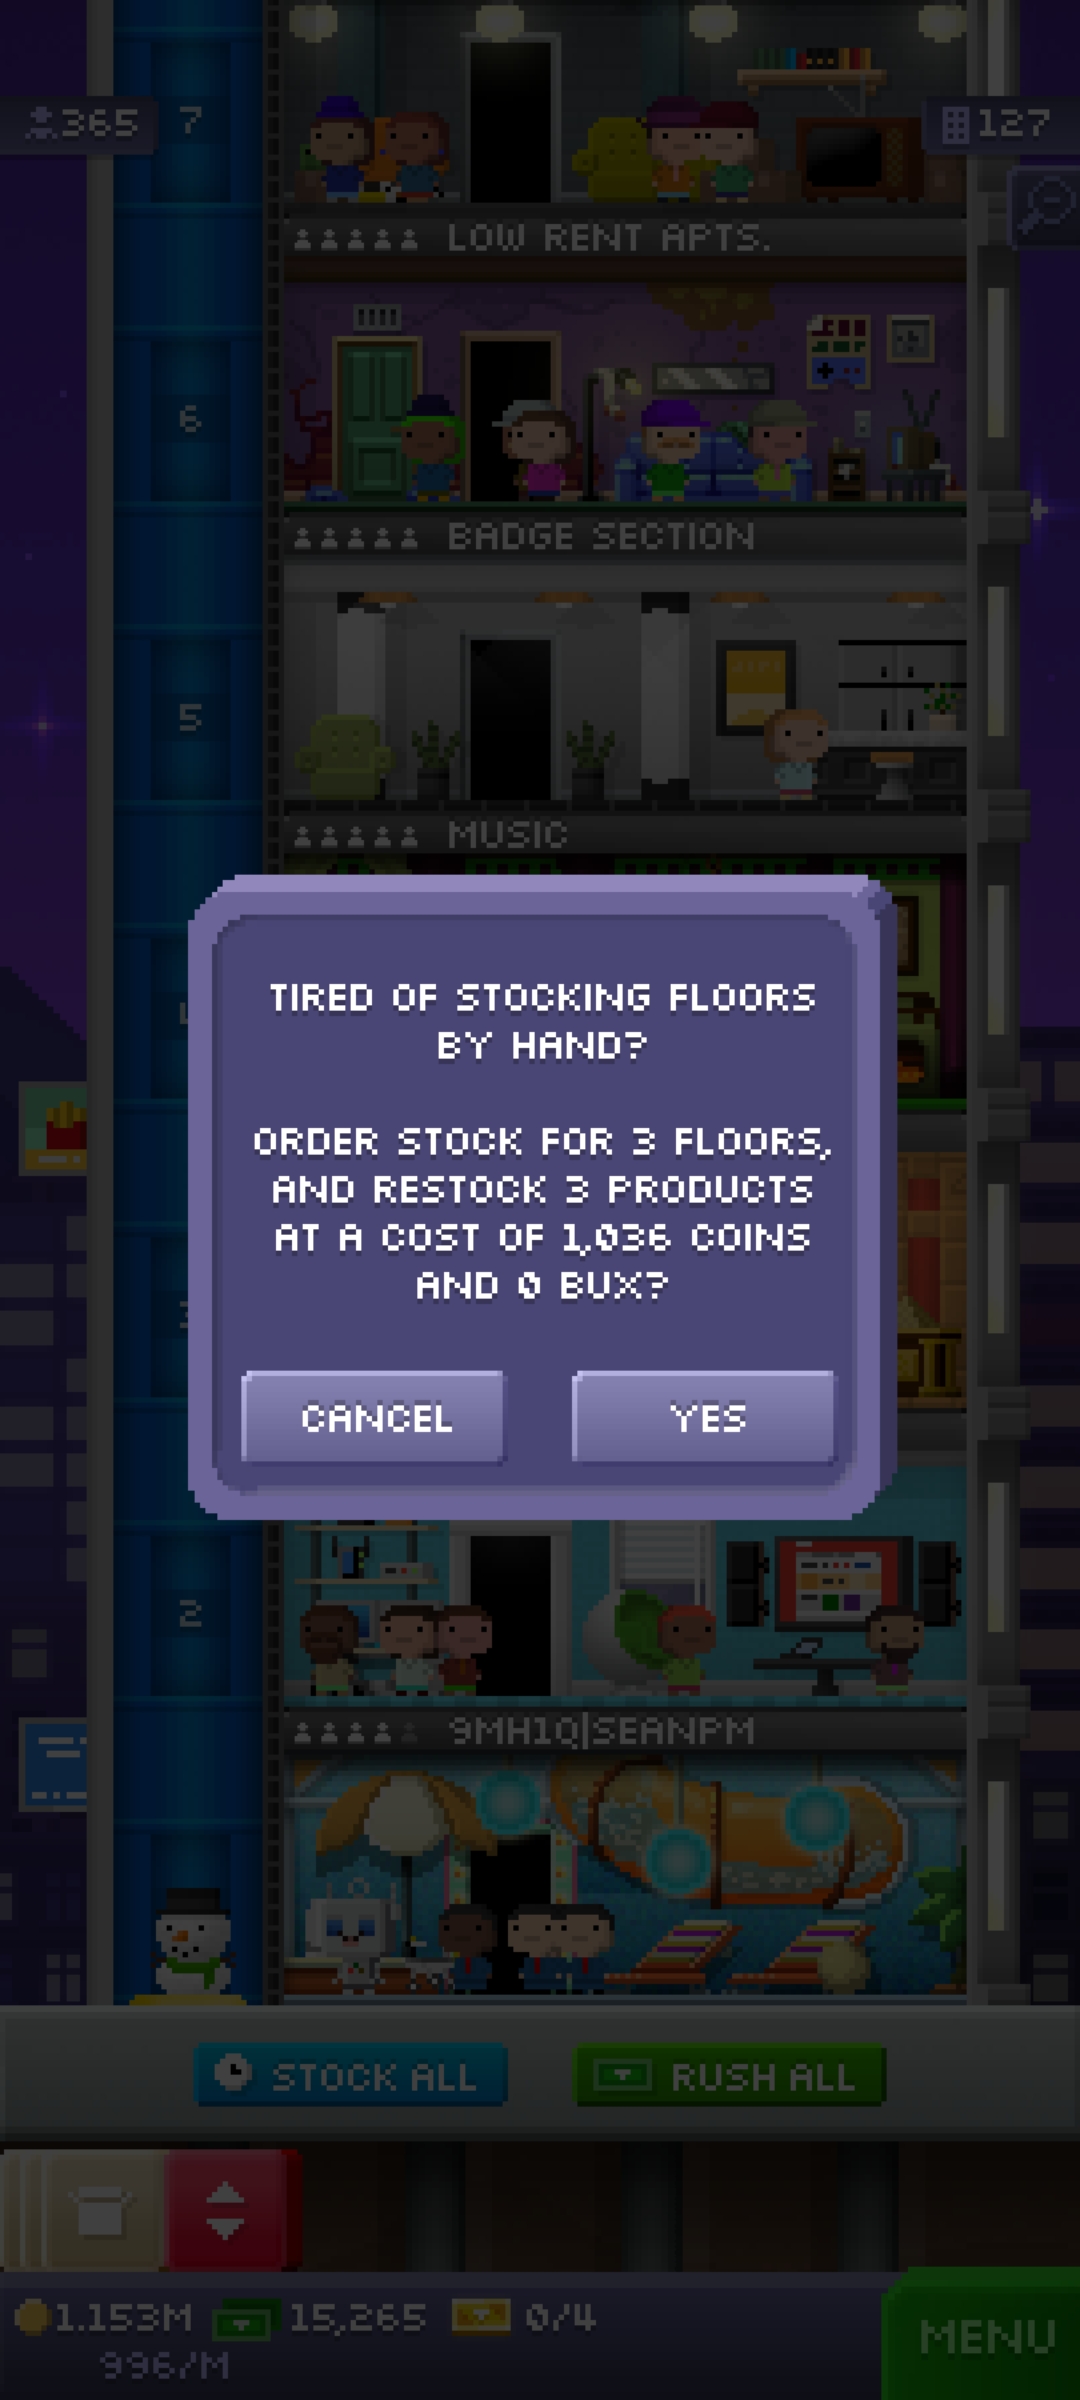 365
7
127
LOW RENT APTS.
6
BADGE SECTION
5
MUSIC
TIRED OF STOCKING FLOORS
BY HAND?
ORDER STOCK FOR 3 FLOORS,
AND RESTOCK 3 PRODUCTS
AT A COST OF 1,036 COINS
AND 0 BUX?
CANCEL
YES
2
9MH1Q|SEANPM
STOCK ALL
RUSH ALL
1.153M
15,265
0/4
996/M
MENU